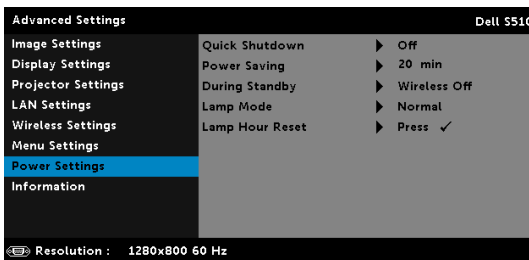 Advanced Settings Dell S510
Image Settings Quick Shutdown Off
Display Settings Power Saving 20 min
Projector Settings During Standby Wireless Off
LAN Settings Lamp Mode Normal
Wireless Settings Lamp Hour Reset Press ✓
Menu Settings
Power Settings
Information
Resolution : 1280x800 60 Hz